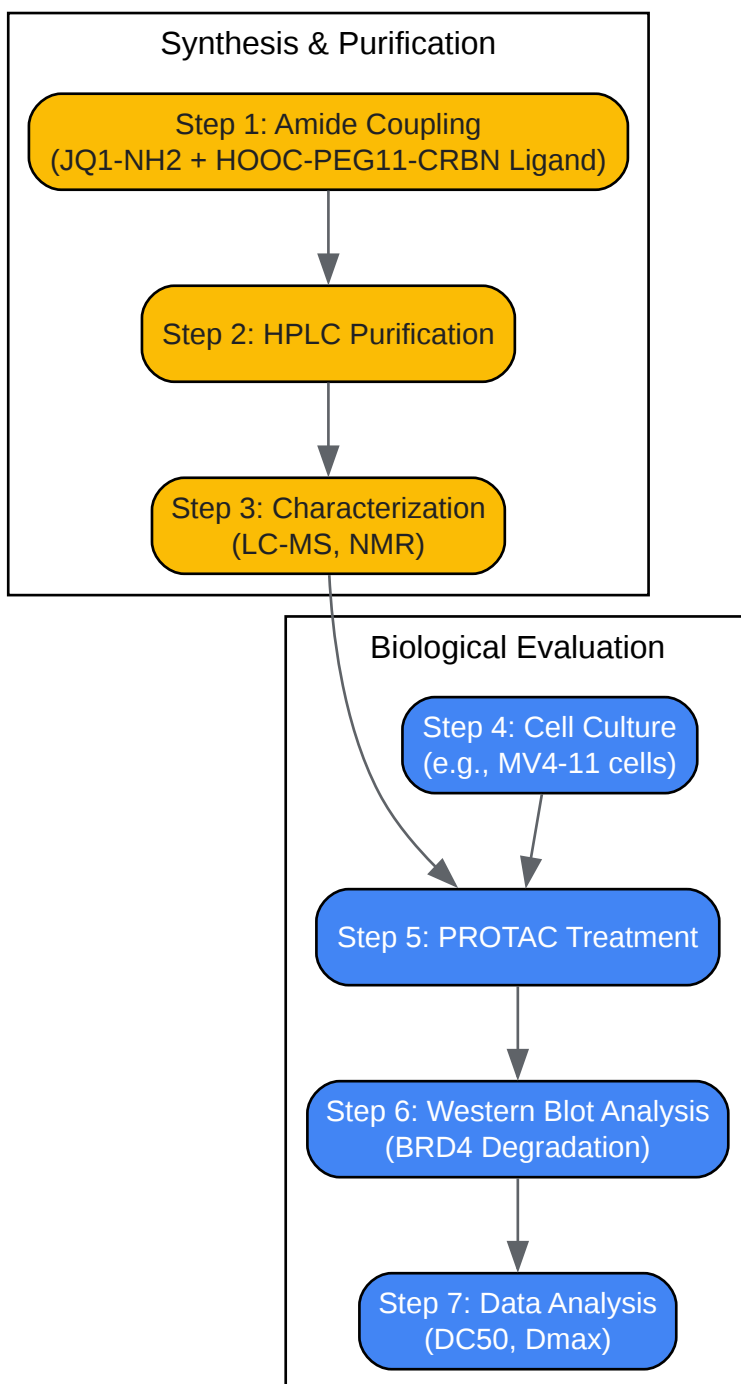 Synthesis & Purification
Step 1: Amide Coupling
(JQ1-NH2 + HOOC-PEG11-CRBN Ligand)
Step 2: HPLC Purification
Step 3: Characterization
(LC-MS, NMR)
Biological Evaluation
Step 4: Cell Culture
(e.g., MV4-11 cells)
Step 5: PROTAC Treatment
Step 6: Western Blot Analysis
(BRD4 Degradation)
Step 7: Data Analysis
(DC50, Dmax)